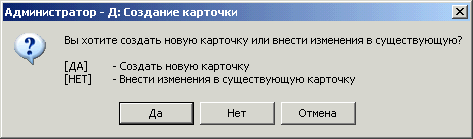 Администратор - Д: Создание карточки
Вы хотите создать новую карточку или внести изменения в существующую?
[ДА] - Создать новую карточку
[НЕТ] - Внести изменения в существующую карточку
Да Нет Отмена